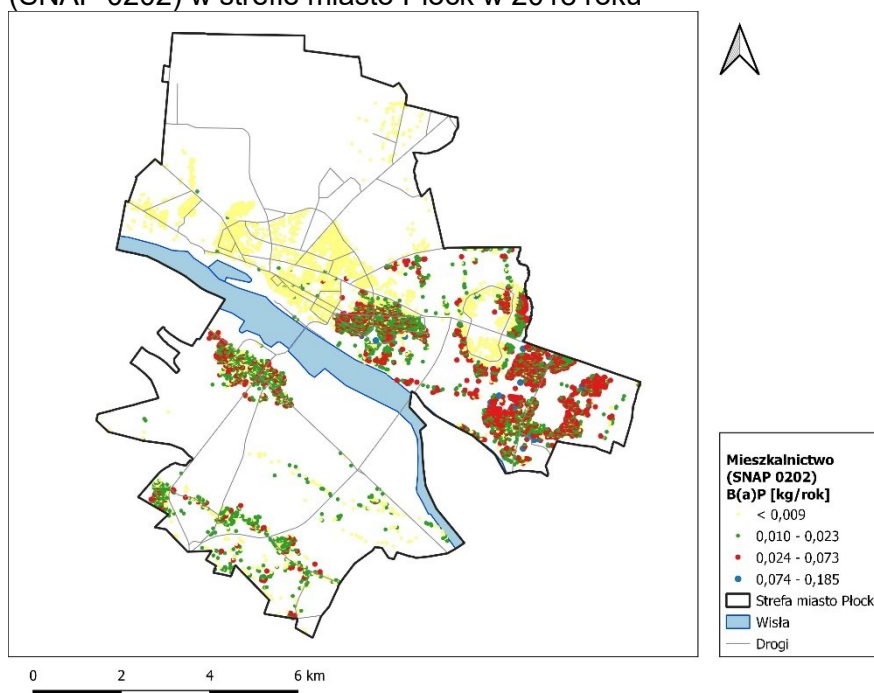 (SNAP 0202) w strefie miasto Płock w 2018 roku
Mieszkalnictwo
(SNAP 0202)
B(a)P [kg/rok]
< 0,009
0,010 - 0,023
0,024 - 0,073
0,074 - 0,185
Strefa miasto Płock
Wisła
Drogi
0 2 4 6 km